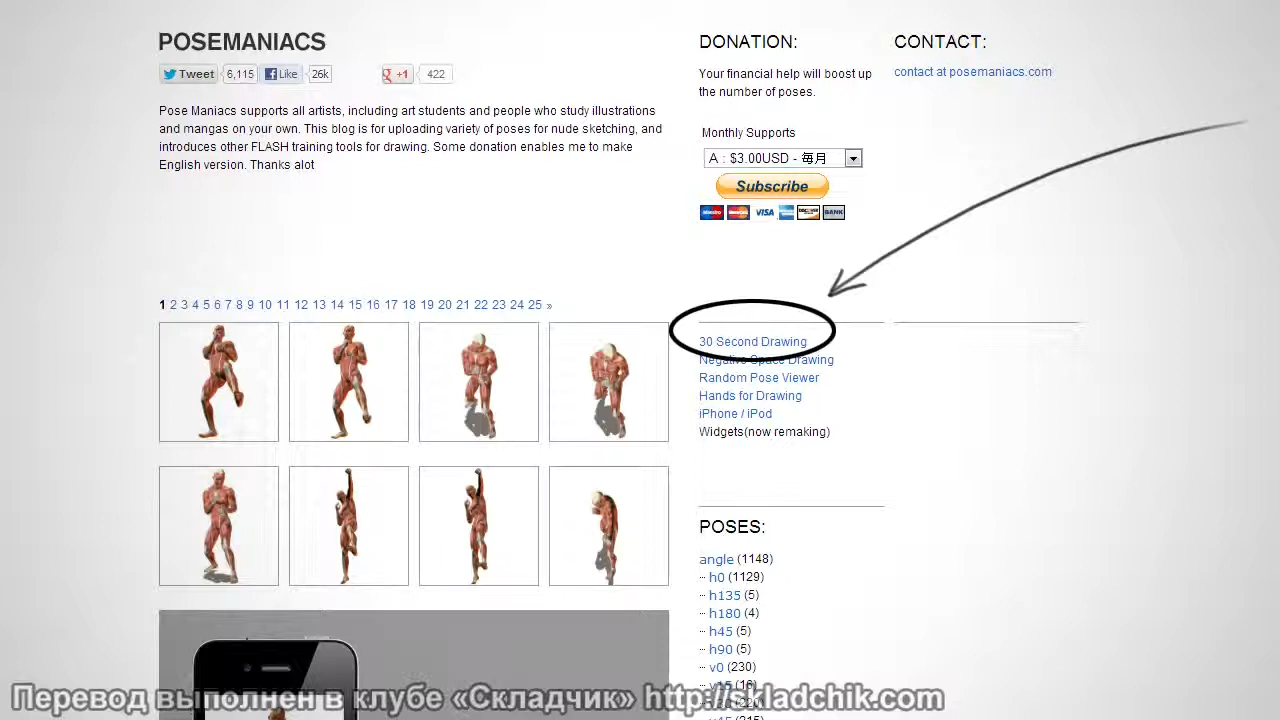 POSEMANIACS
Tweet 6,115 Like 26k +1 422
Pose Maniacs supports all artists, including art students and people who study illustrations
and mangas on your own. This blog is for uploading variety of poses for nude sketching, and
introduces other FLASH training tools for drawing. Some donation enables me to make
English version. Thanks alot
DONATION:
Your financial help will boost up
the number of poses.
Monthly Supports
A : $3.00USD - 毎月
Subscribe
VISA
BANK
CONTACT:
contact at posemaniacs.com
1 2 3 4 5 6 7 8 9 10 11 12 13 14 15 16 17 18 19 20 21 22 23 24 25 »
30 Second Drawing
Negative Space Drawing
Random Pose Viewer
Hands for Drawing
iPhone / iPod
Widgets(now remaking)
POSES:
angle (1148)
h0 (1129)
h135 (5)
h180 (4)
h45 (5)
h90 (5)
v0 (230)
v15 (16)
Перевод выполнен в клубе «Складчик» http://skladchik.com